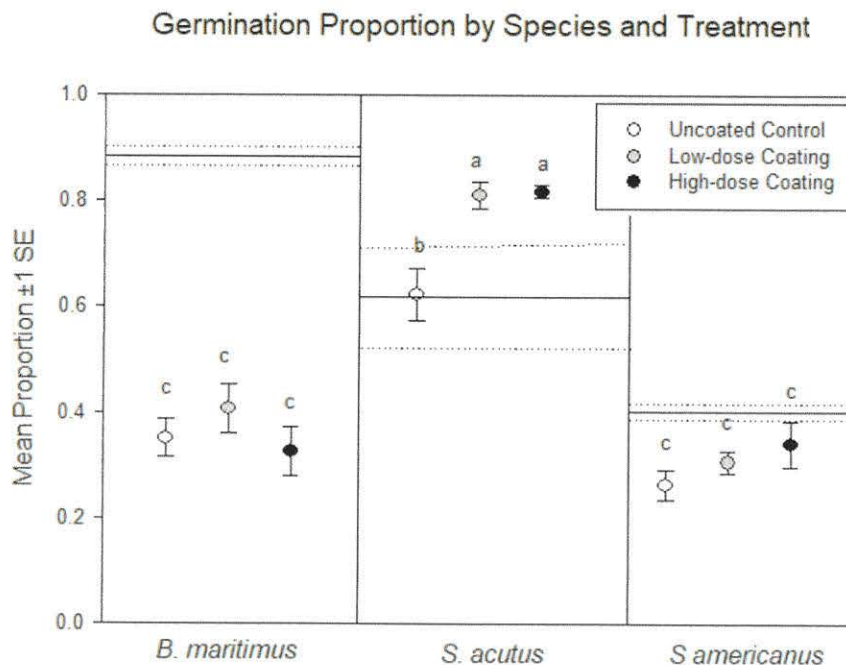 Germination Proportion by Species and Treatment
Mean Proportion ±1 SE
1.0
0.8
0.6
0.4
0.2
0.0
Uncoated Control
Low-dose Coating
High-dose Coating
c
c
c
b
a
a
c
c
c
B. maritimus
S. acutus
S americanus